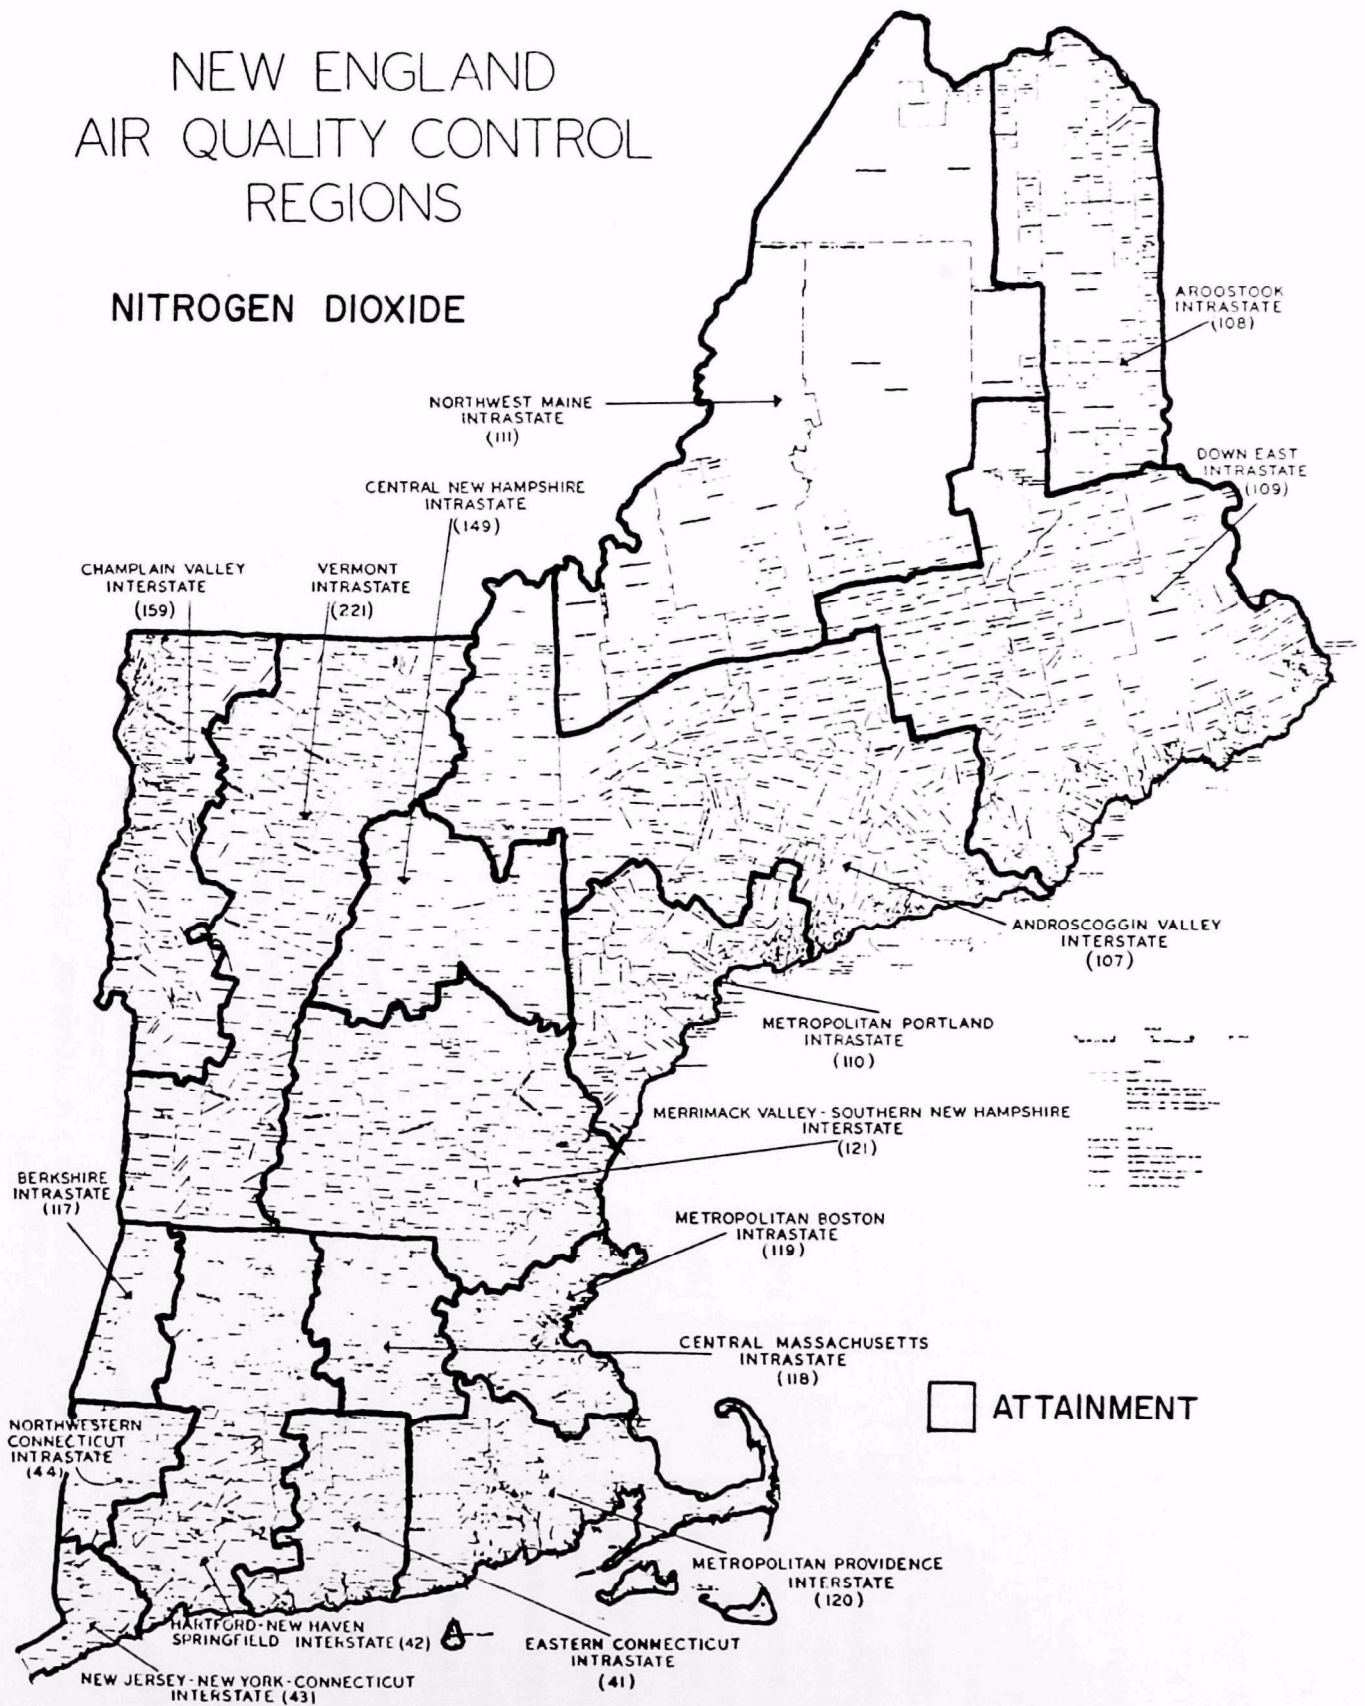 NEW ENGLAND
AIR QUALITY CONTROL
REGIONS
NITROGEN DIOXIDE
AROOSTOOK
INTRASTATE
(108)
NORTHWEST MAINE
INTRASTATE
(111)
DOWN EAST
INTRASTATE
(109)
CENTRAL NEW HAMPSHIRE
INTRASTATE
(149)
CHAMPLAIN VALLEY
INTERSTATE
(159)
VERMONT
INTRASTATE
(221)
ANDROSCOGGIN VALLEY
INTERSTATE
(107)
METROPOLITAN PORTLAND
INTRASTATE
(110)
MERRIMACK VALLEY-SOUTHERN NEW HAMPSHIRE
INTERSTATE
(121)
BERKSHIRE
INTRASTATE
(117)
METROPOLITAN BOSTON
INTRASTATE
(119)
CENTRAL MASSACHUSETTS
INTRASTATE
(118)
ATTAINMENT
NORTHWESTERN
CONNECTICUT
INTRASTATE
(44)
METROPOLITAN PROVIDENCE
INTERSTATE
(120)
HARTFORD-NEW HAVEN
SPRINGFIELD INTERSTATE (42)
EASTERN CONNECTICUT
INTRASTATE
(41)
NEW JERSEY-NEW YORK-CONNECTICUT
INTERSTATE (43)